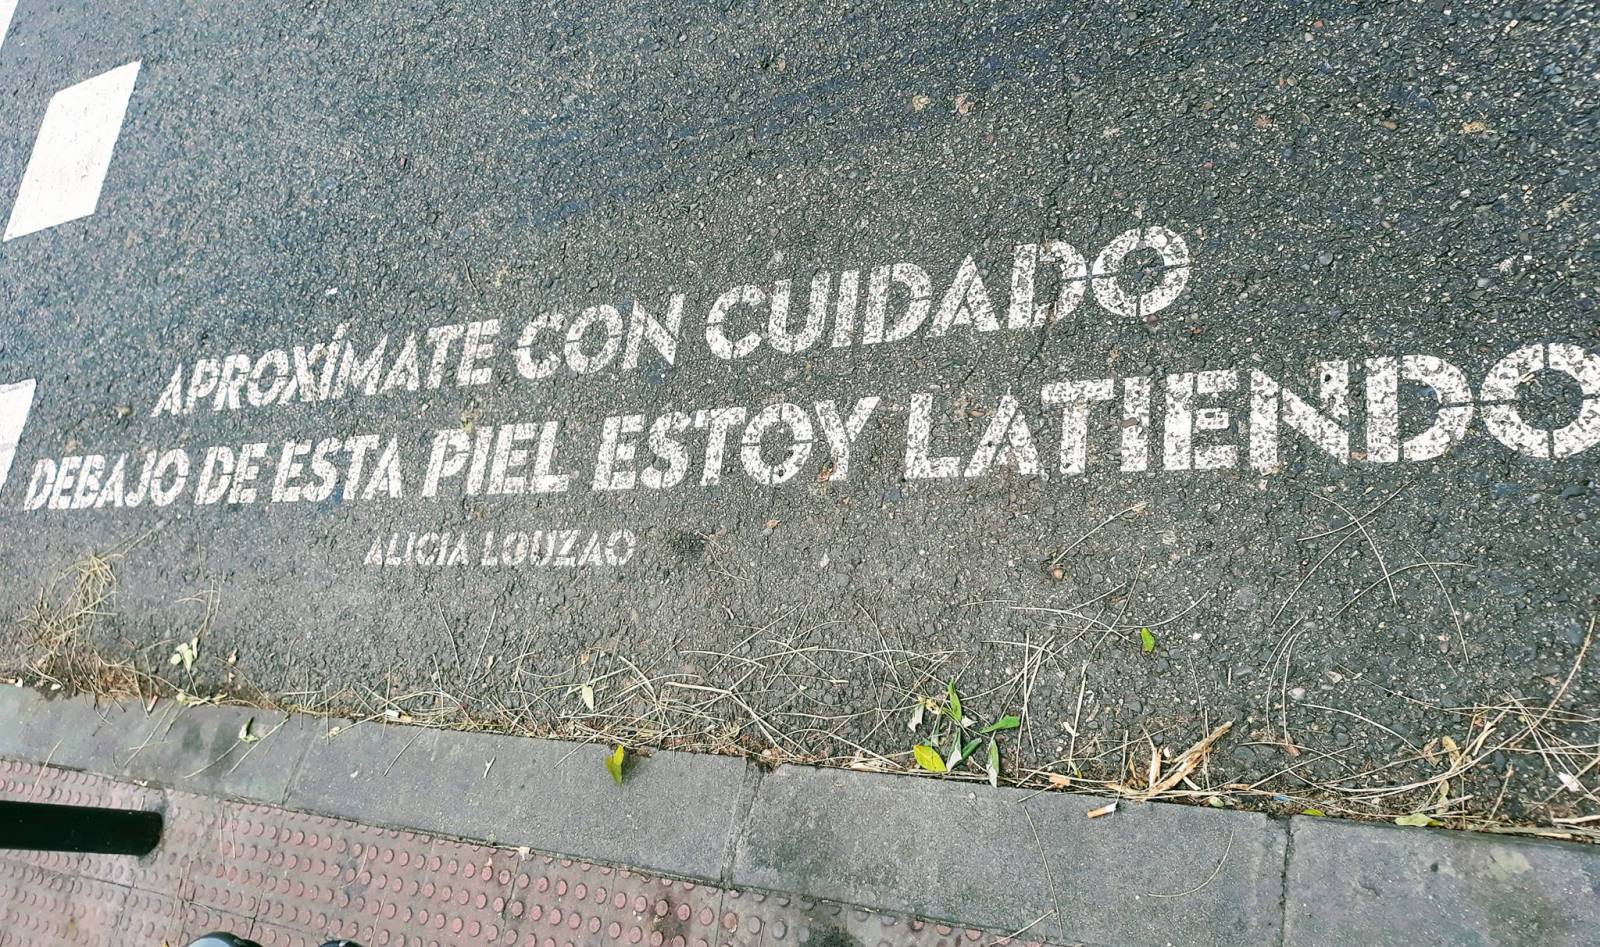 APROXÍMATE CON CUIDADO
DEBAJO DE ESTA PIEL ESTOY LATIENDO
ALICIA LOUZAO